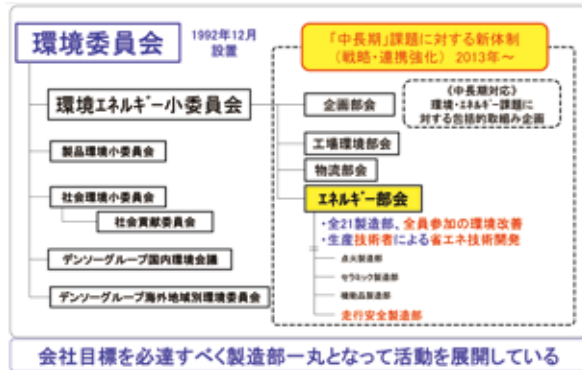 環境委員会
1992年12月
設置
「中長期」課題に対する新体制
(戦略・連携強化) 2013年~
環境エネルギー小委員会
企画部会
《中長期対応》
環境・エネルギー課題に
対する包括的取組み企画
工場環境部会
製品環境小委員会
物流部会
社会環境小委員会
エネルギー部会
社会貢献委員会
・全21製造部、全員参加の環境改善
・生産技術者による省エネ技術開発
デンソーグループ国内環境会議
点火製造部
セラミック製造部
機動品製造部
デンソーグループ海外地域別環境委員会
走行安全製造部
会社目標を必達すべく製造部一丸となって活動を展開している